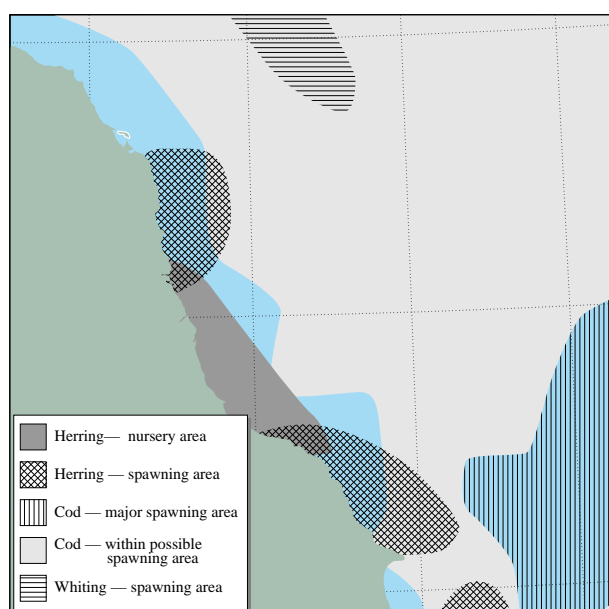 Herring— nursery area
Herring — spawning area
Cod — major spawning area
Cod — within possible
spawning area
Whiting — spawning area